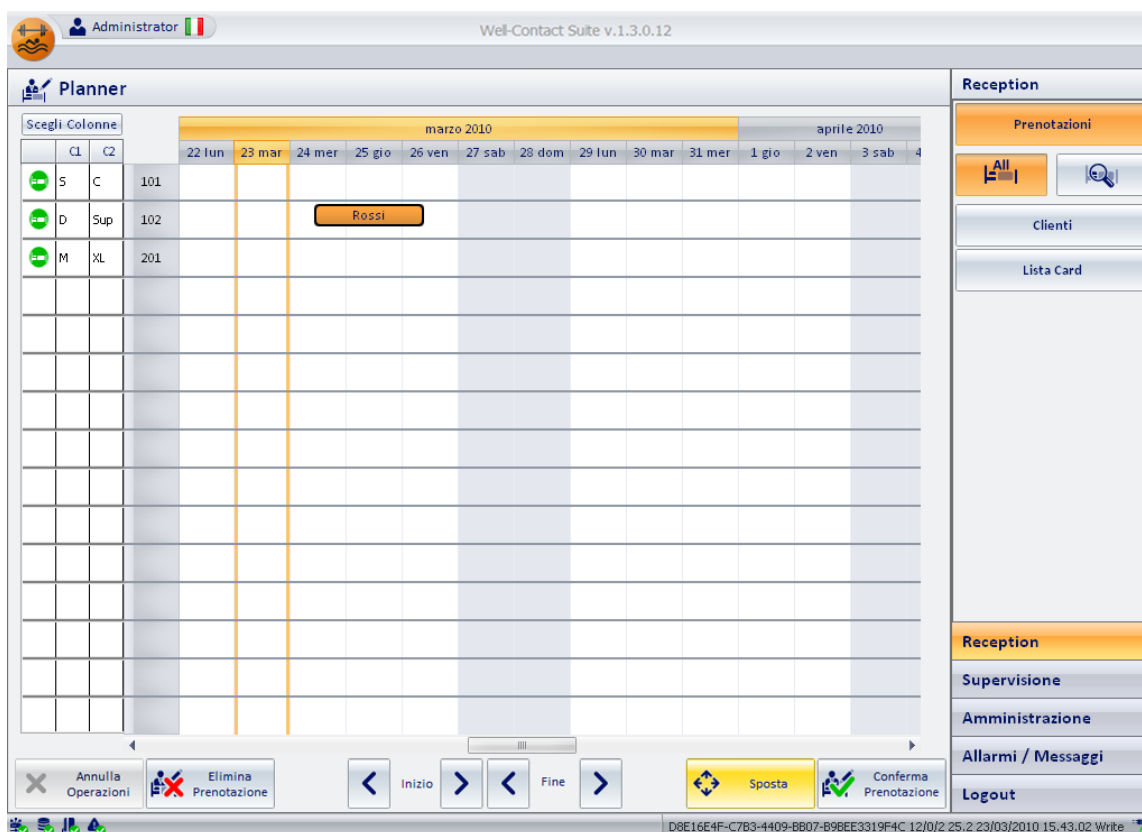 Administrator
Well-Contact Suite v.1.3.0.12
Planner
Reception
Scegli Colonne
marzo 2010 aprile 2010
C1 C2 22 lun 23 mar 24 mer 25 gio 26 ven 27 sab 28 dom 29 lun 30 mar 31 mer 1 gio 2 ven 3 sab 4
S C 101
D Sup 102 Rossi
M XL 201
Prenotazioni
All
Clienti
Lista Card
Reception
Supervisione
Amministrazione
Allarmi / Messaggi
Logout
Annulla Operazioni
Elimina Prenotazione
Inizio
Fine
Sposta
Conferma Prenotazione
D8E16E4F-C7B3-4409-BB07-B9BEE3319F4C 12/0/2 25.2 23/03/2010 15.43.02 Write